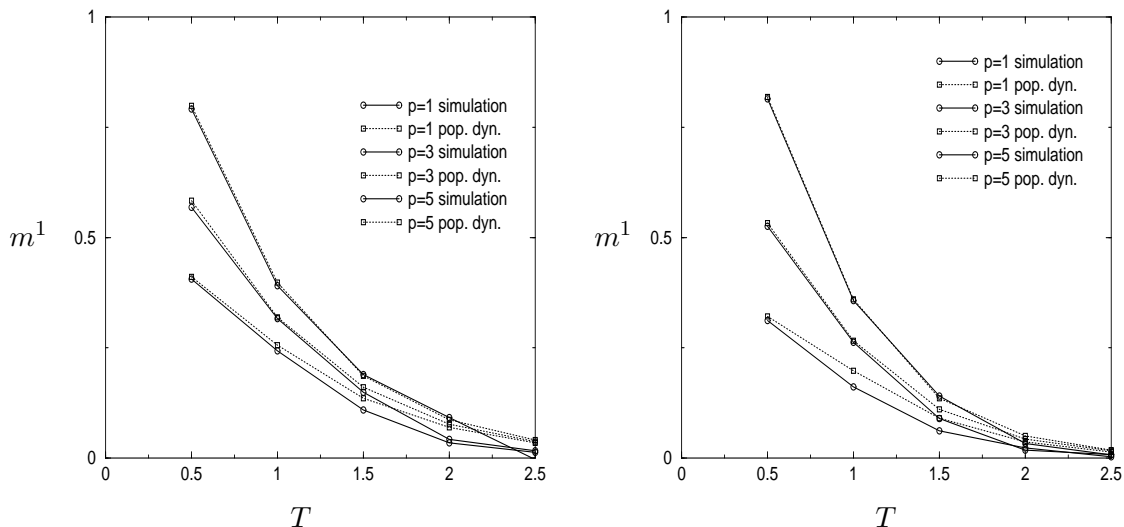 1
p=1 simulation
p=1 pop. dyn.
p=3 simulation
p=3 pop. dyn.
p=5 simulation
p=5 pop. dyn.
m¹
0.5
0
0
0.5
1
1.5
2
2.5
T
1
p=1 simulation
p=1 pop. dyn.
p=3 simulation
p=3 pop. dyn.
p=5 simulation
p=5 pop. dyn.
m¹
0.5
0
0
0.5
1
1.5
2
2.5
T